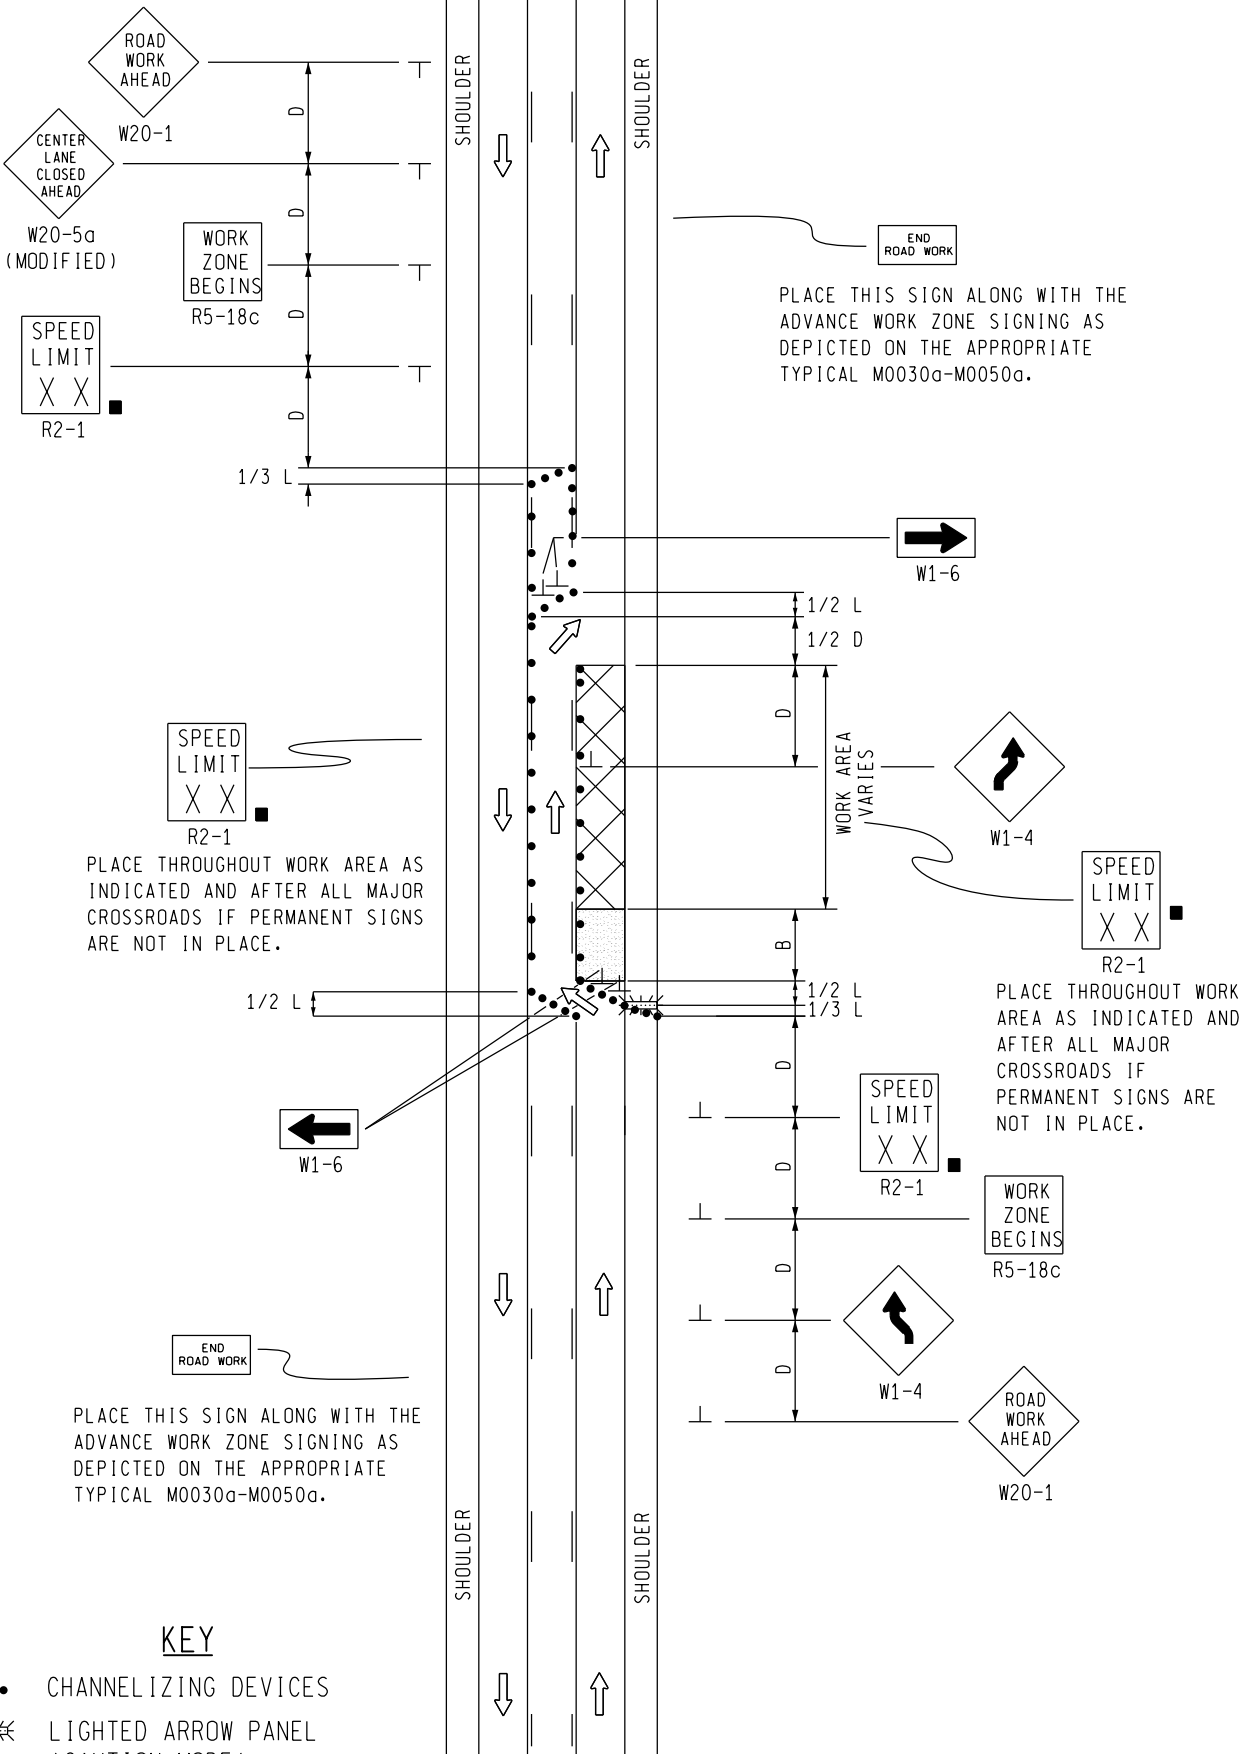 ROAD
WORK
AHEAD
W20-1
CENTER
LANE
CLOSED
AHEAD
W20-5a
(MODIFIED)
WORK
ZONE
BEGINS
R5-18c
SPEED
LIMIT
X X
R2-1
D
D
D
D
1/3 L
SHOULDER
SHOULDER
END
ROAD WORK
PLACE THIS SIGN ALONG WITH THE
ADVANCE WORK ZONE SIGNING AS
DEPICTED ON THE APPROPRIATE
TYPICAL M0030a-M0050a.
W1-6
1/2 L
1/2 D
D
WORK AREA
VARIES
W1-4
SPEED
LIMIT
X X
R2-1
PLACE THROUGHOUT WORK AREA AS
INDICATED AND AFTER ALL MAJOR
CROSSROADS IF PERMANENT SIGNS
ARE NOT IN PLACE.
SPEED
LIMIT
X X
R2-1
PLACE THROUGHOUT WORK
AREA AS INDICATED AND
AFTER ALL MAJOR
CROSSROADS IF
PERMANENT SIGNS ARE
NOT IN PLACE.
B
1/2 L
1/2 L
1/3 L
D
W1-6
SPEED
LIMIT
X X
R2-1
D
WORK
ZONE
BEGINS
R5-18c
D
W1-4
D
ROAD
WORK
AHEAD
W20-1
END
ROAD WORK
PLACE THIS SIGN ALONG WITH THE
ADVANCE WORK ZONE SIGNING AS
DEPICTED ON THE APPROPRIATE
TYPICAL M0030a-M0050a.
SHOULDER
SHOULDER
KEY
CHANNELIZING DEVICES
LIGHTED ARROW PANEL